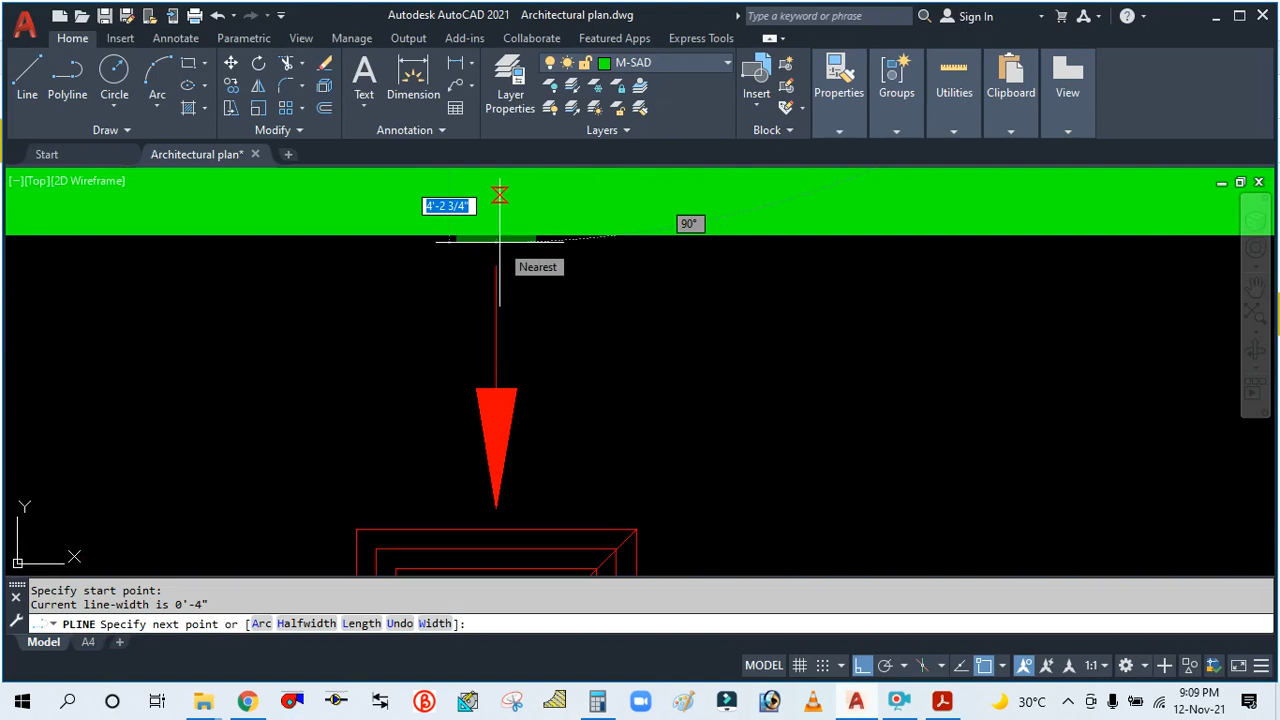 Autodesk AutoCAD 2021 Architectural plan.dwg
Type a keyword or phrase
Sign In
Home Insert Annotate Parametric View Manage Output Add-ins Collaborate Featured Apps Express Tools
M-SAD
Line Polyline Circle Arc
Text Dimension
Layer Properties
Insert
Properties Groups Utilities Clipboard View
Draw Modify Annotation Layers Block
Start Architectural plan*
[−][Top][2D Wireframe]
4'-2 3/4"
90°
Nearest
Y
X
Specify start point:
Current line-width is 0'-4"
PLINE Specify next point or [Arc Halfwidth Length Undo Width]:
Model A4
MODEL 1:1
30°C
9:09 PM
12-Nov-21